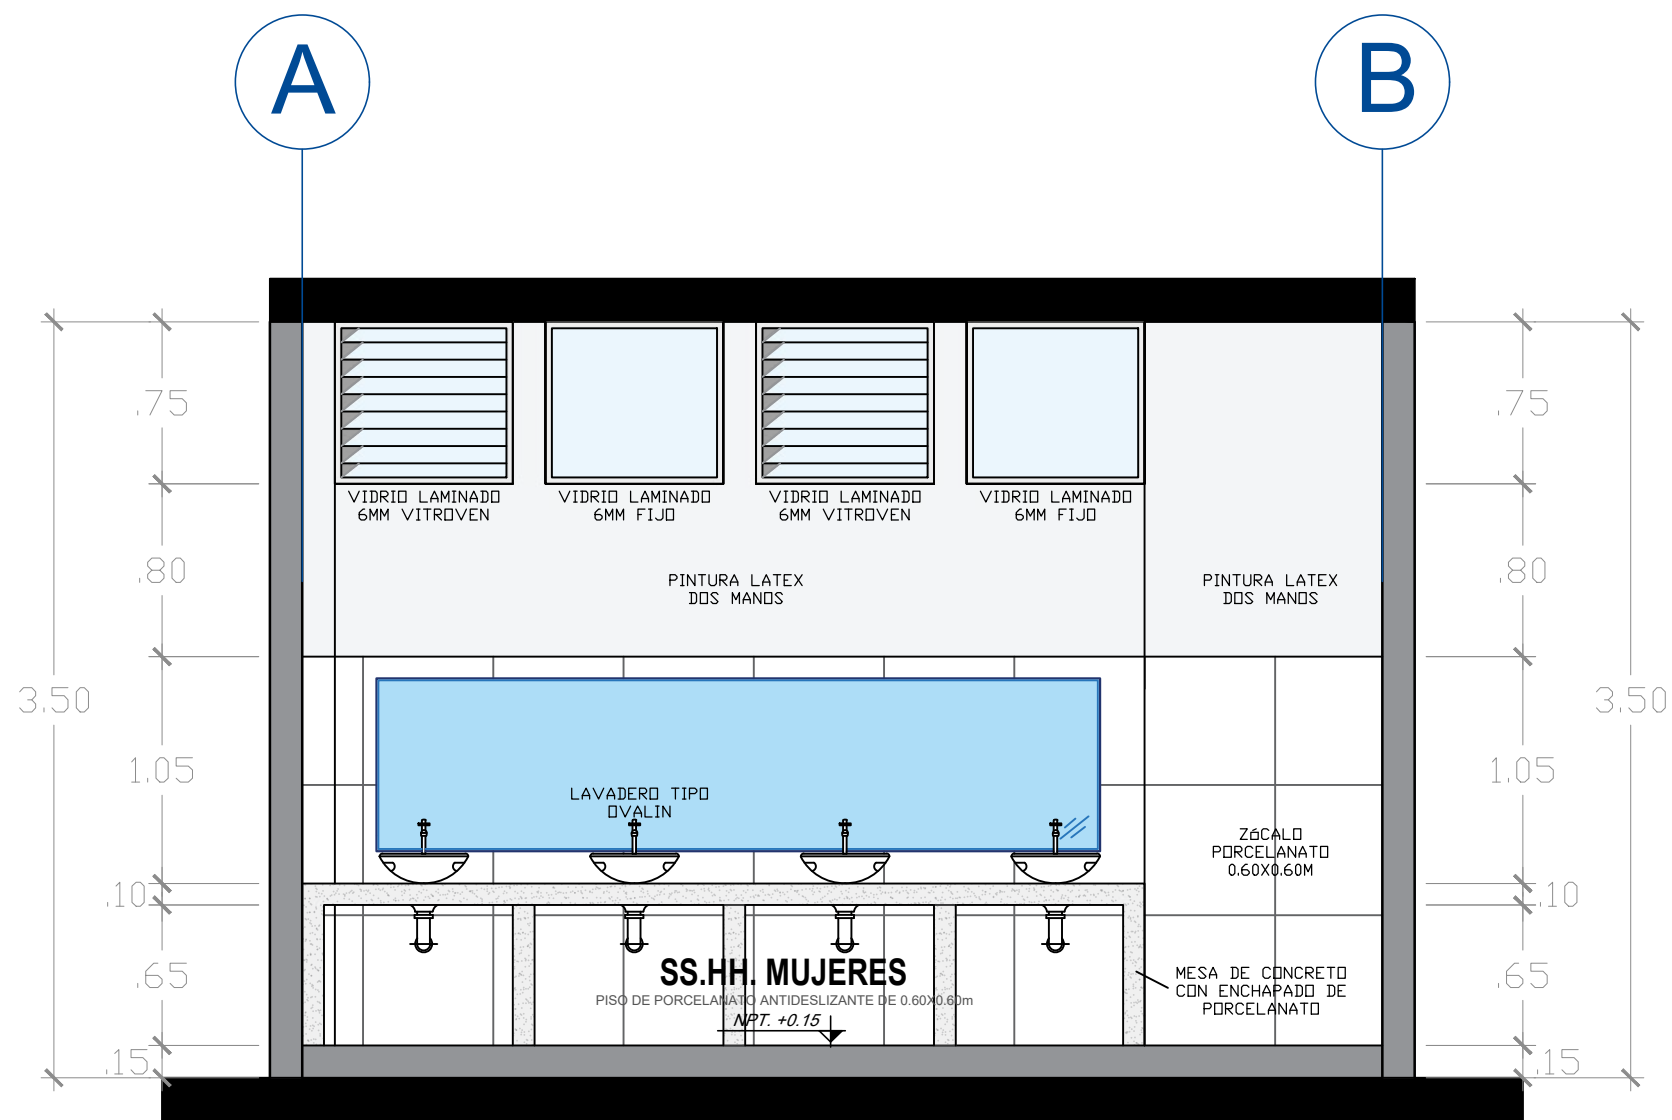 A
B
VIDRIO LAMINADO
6MM VITROVEN
VIDRIO LAMINADO
6MM FIJO
VIDRIO LAMINADO
6MM VITROVEN
VIDRIO LAMINADO
6MM FIJO
.75
.75
.80
PINTURA LATEX
DOS MANOS
PINTURA LATEX
DOS MANOS
.80
3.50
3.50
1.05
LAVADERO TIPO
OVALIN
1.05
ZóCALO
PORCELANATO
0.60X0.60M
.10
.10
.65
SS.HH. MUJERES
PISO DE PORCELANATO ANTIDESLIZANTE DE 0.60X0.60m
NPT. +0.15
MESA DE CONCRETO
CON ENCHAPADO DE
PORCELANATO
.65
.15
.15